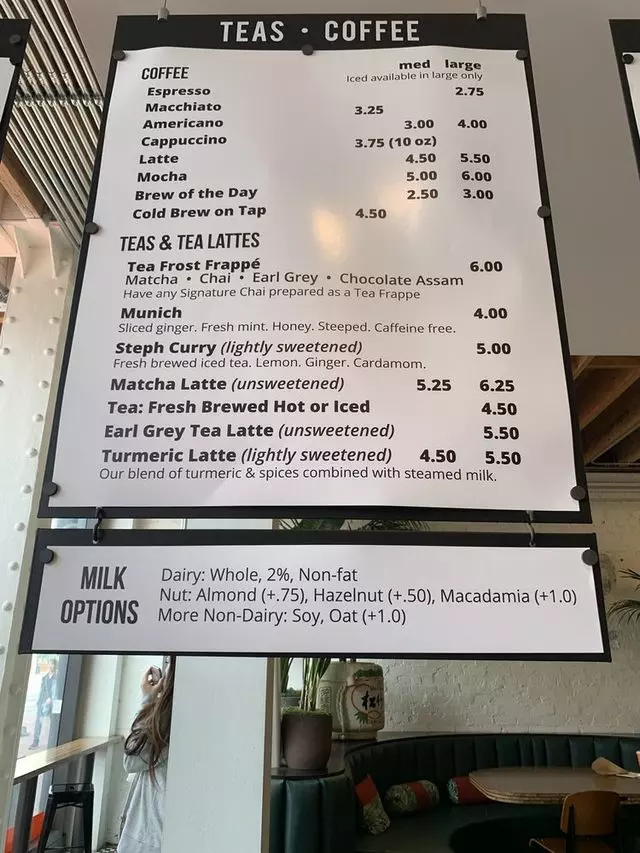 TEAS • COFFEE
COFFEE med large
Iced available in large only
Espresso 2.75
Macchiato 3.25
Americano 3.00 4.00
Cappuccino 3.75 (10 oz)
Latte 4.50 5.50
Mocha 5.00 6.00
Brew of the Day 2.50 3.00
Cold Brew on Tap 4.50
TEAS & TEA LATTES
Tea Frost Frappé 6.00
Matcha • Chai • Earl Grey • Chocolate Assam
Have any Signature Chai prepared as a Tea Frappe
Munich 4.00
Sliced ginger. Fresh mint. Honey. Steeped. Caffeine free.
Steph Curry (lightly sweetened) 5.00
Fresh brewed iced tea. Lemon. Ginger. Cardamom.
Matcha Latte (unsweetened) 5.25 6.25
Tea: Fresh Brewed Hot or Iced 4.50
Earl Grey Tea Latte (unsweetened) 5.50
Turmeric Latte (lightly sweetened) 4.50 5.50
Our blend of turmeric & spices combined with steamed milk.
MILK OPTIONS
Dairy: Whole, 2%, Non-fat
Nut: Almond (+.75), Hazelnut (+.50), Macadamia (+1.0)
More Non-Dairy: Soy, Oat (+1.0)